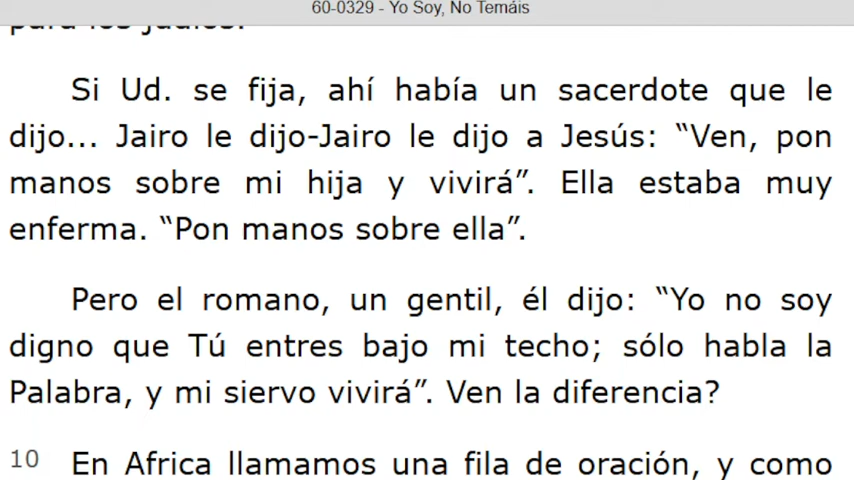 60-0329 - Yo Soy, No Temáis
para los judíos.
Si Ud. se fija, ahí había un sacerdote que le
dijo... Jairo le dijo-Jairo le dijo a Jesús: “Ven, pon
manos sobre mi hija y vivirá”. Ella estaba muy
enferma. “Pon manos sobre ella”.
Pero el romano, un gentil, él dijo: “Yo no soy
digno que Tú entres bajo mi techo; sólo habla la
Palabra, y mi siervo vivirá”. Ven la diferencia?
10 En Africa llamamos una fila de oración, y como